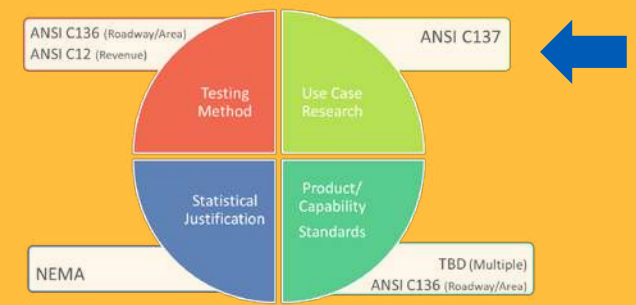 ANSI C136 (Roadway/Area)
ANSI C12 (Revenue)
ANSI C137
Testing
Method
Use Case
Research
Statistical
Justification
Product/
Capability
Standards
NEMA
TBD (Multiple)
ANSI C136 (Roadway/Area)